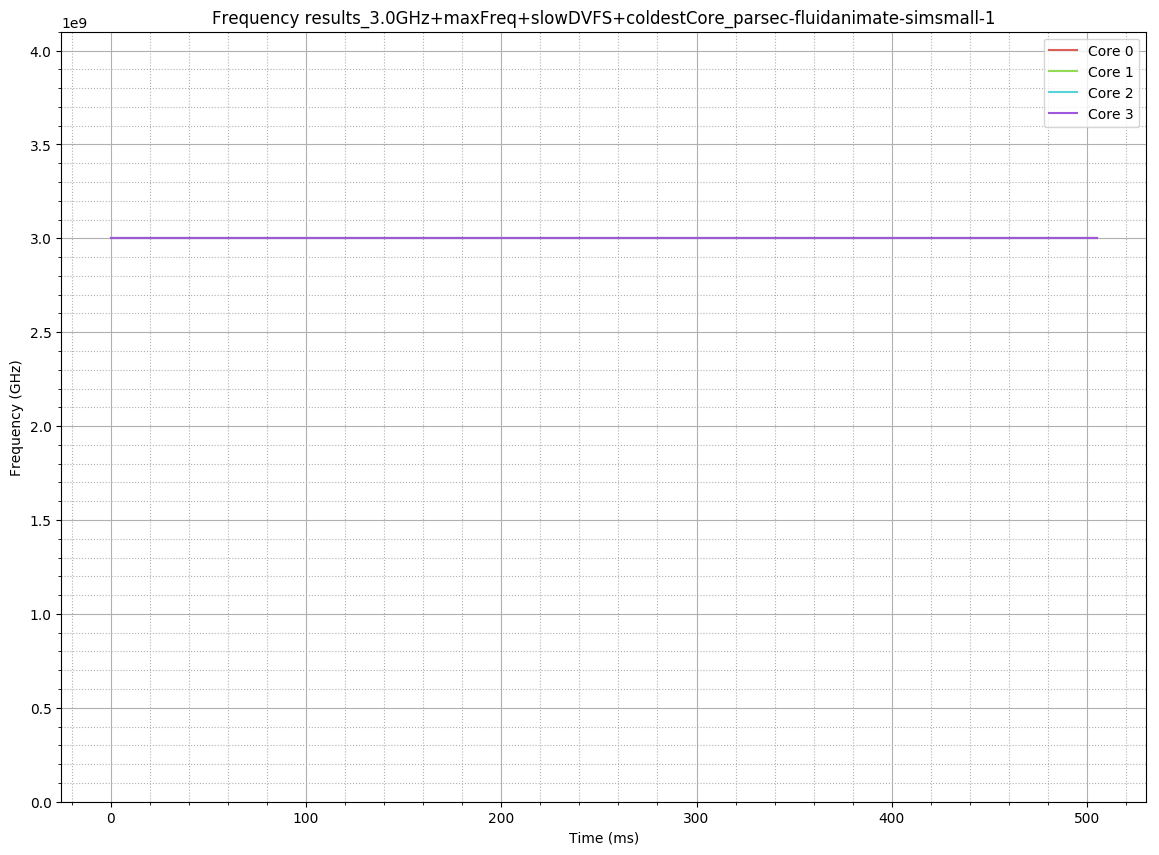 Frequency results_3.0GHz+maxFreq+slowDVFS+coldestCore_parsec-fluidanimate-simsmall-1
1e9
Core 0
Core 1
Core 2
Core 3
4.0
3.5
3.0
2.5
2.0
1.5
1.0
0.5
0.0
Frequency (GHz)
0 100 200 300 400 500
Time (ms)